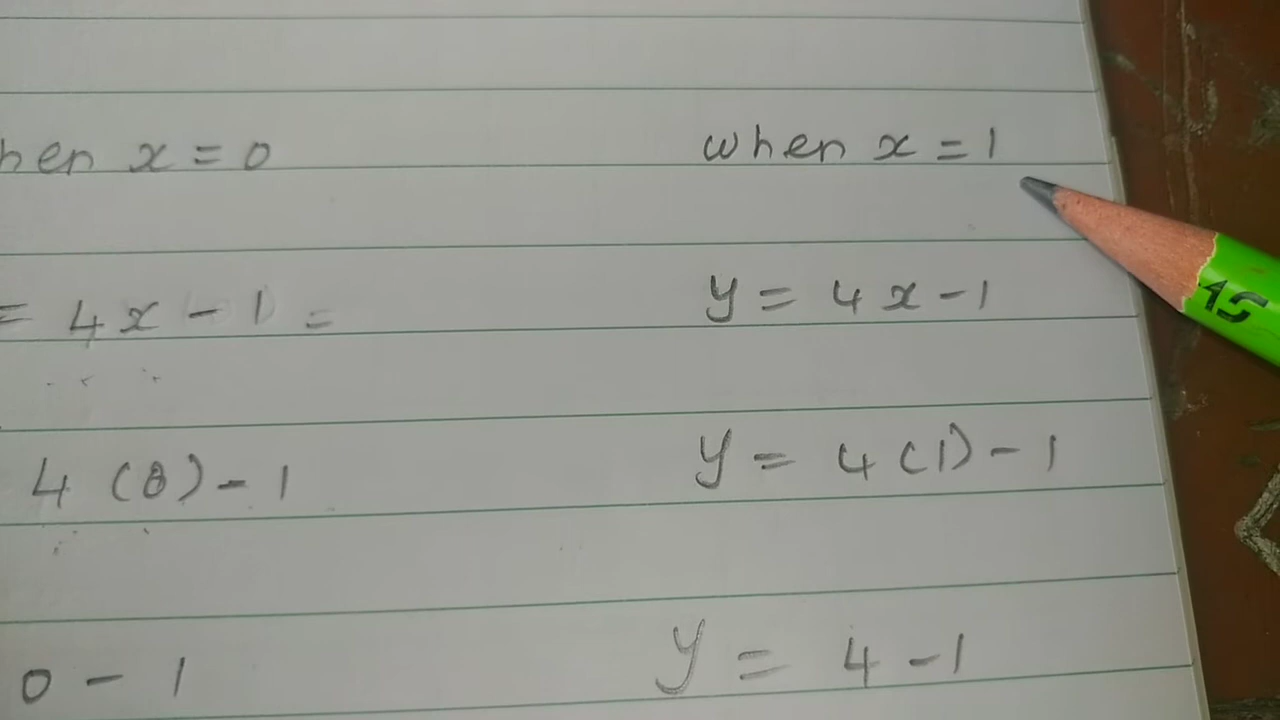 hen x = 0
when x = 1
= 4x - 1 =
y = 4x - 1
4 (0) - 1
y = 4(1) - 1
0 - 1
y = 4 - 1
15